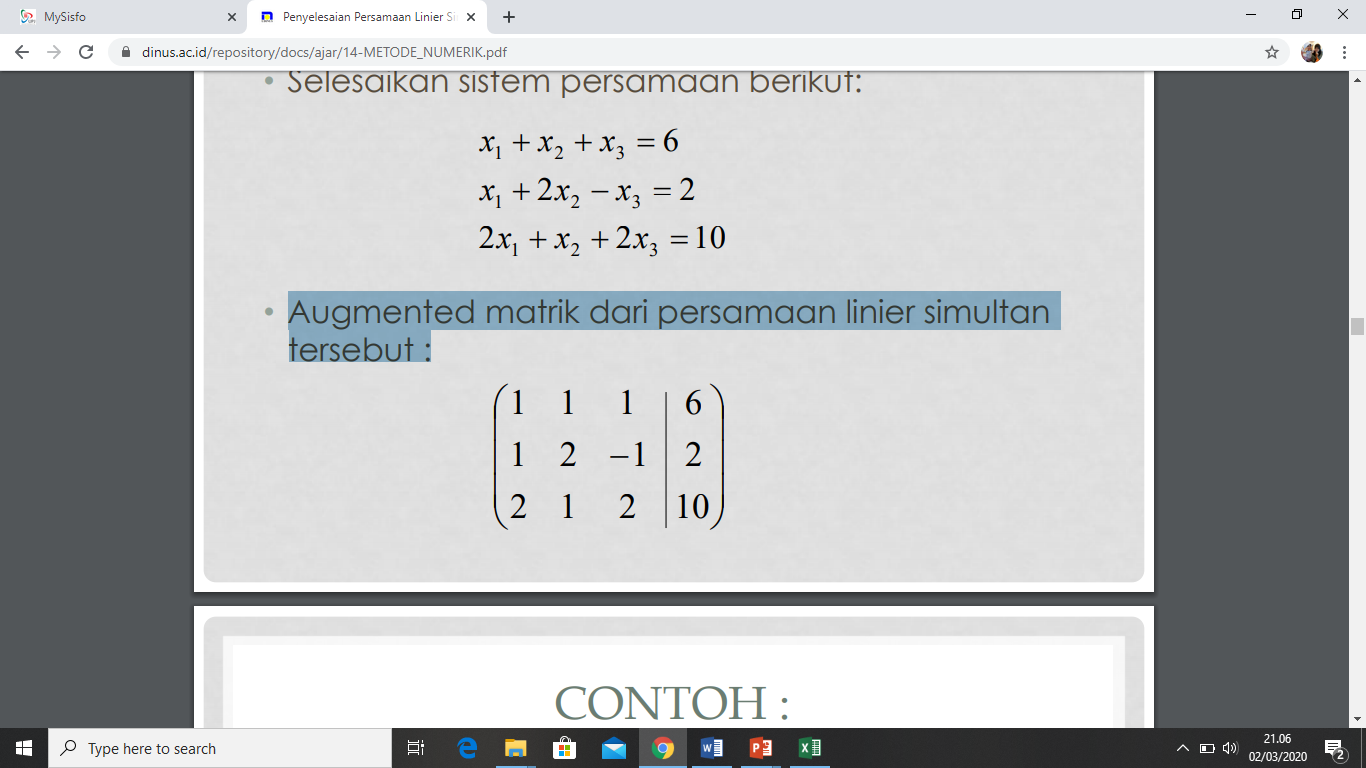 MySisfo
Penyelesaian Persamaan Linier Si
dinus.ac.id/repository/docs/ajar/14-METODE_NUMERIK.pdf
• Selesaikan sistem persamaan berikut:
x₁ + x₂ + x₃ = 6
x₁ + 2x₂ − x₃ = 2
2x₁ + x₂ + 2x₃ = 10
• Augmented matrik dari persamaan linier simultan
tersebut :
1 1 1 | 6
1 2 −1 | 2
2 1 2 | 10
CONTOH :
Type here to search
21.06
02/03/2020
2